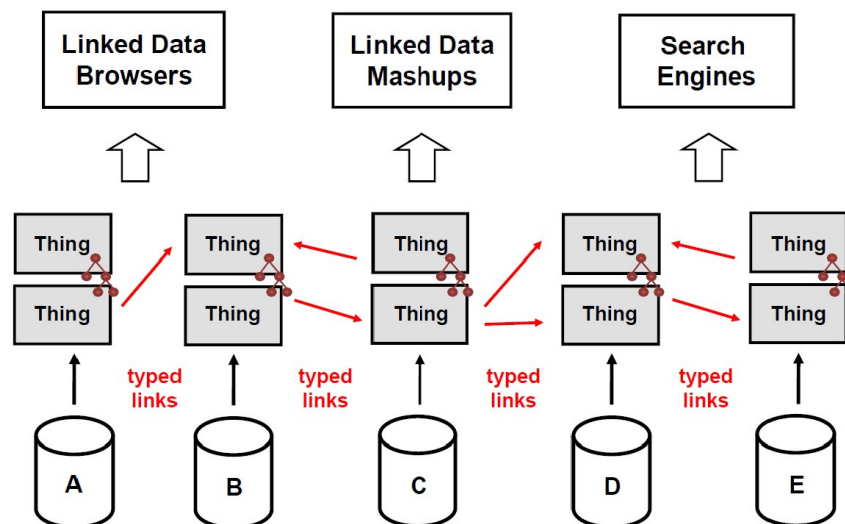 Linked Data
Browsers
Linked Data
Mashups
Search
Engines
Thing
Thing
Thing
Thing
Thing
Thing
Thing
Thing
Thing
Thing
typed
links
typed
links
typed
links
typed
links
A
B
C
D
E